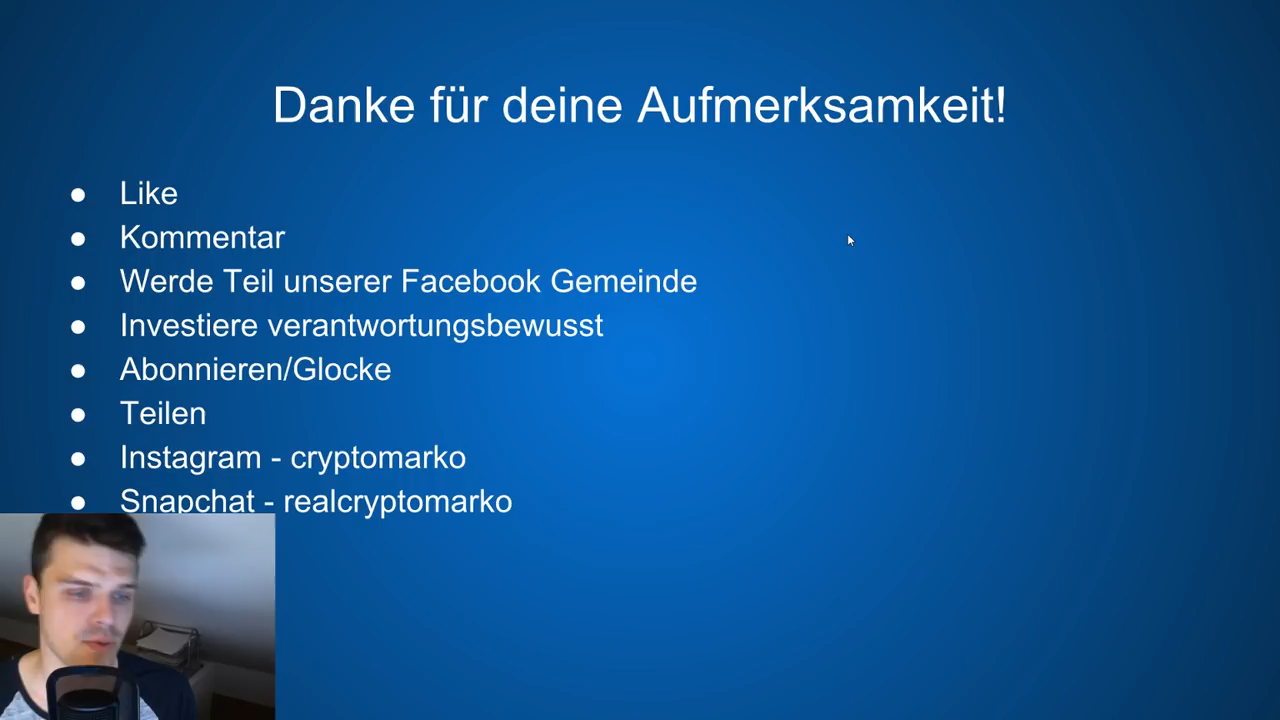 Danke für deine Aufmerksamkeit!
● Like
● Kommentar
● Werde Teil unserer Facebook Gemeinde
● Investiere verantwortungsbewusst
● Abonnieren/Glocke
● Teilen
● Instagram - cryptomarko
● Snapchat - realcryptomarko